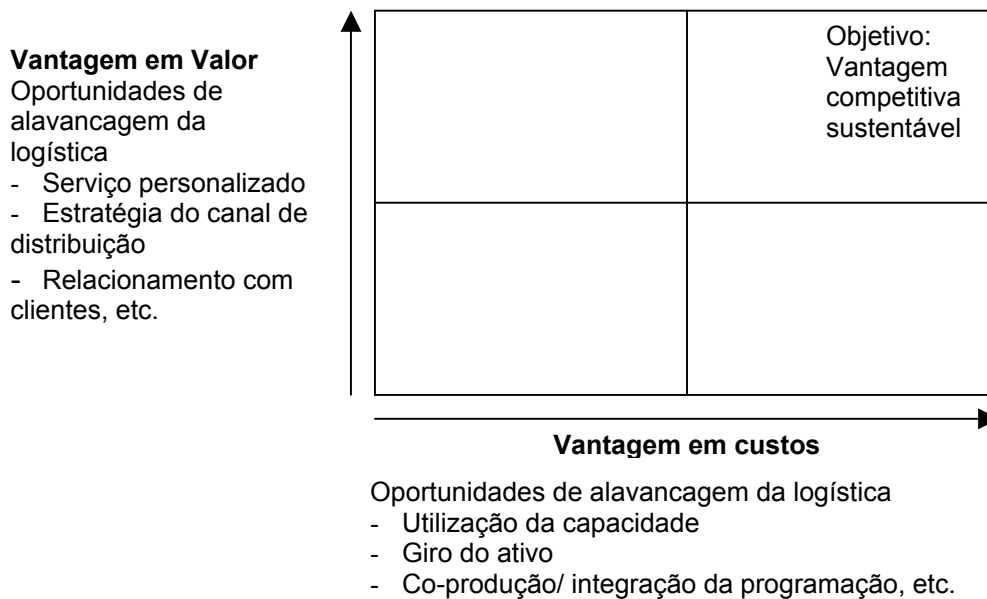 Vantagem em Valor
Oportunidades de
alavancagem da
logística
- Serviço personalizado
- Estratégia do canal de
distribuição
- Relacionamento com
clientes, etc.
Objetivo:
Vantagem
competitiva
sustentável
Vantagem em custos
Oportunidades de alavancagem da logística
- Utilização da capacidade
- Giro do ativo
- Co-produção/ integração da programação, etc.